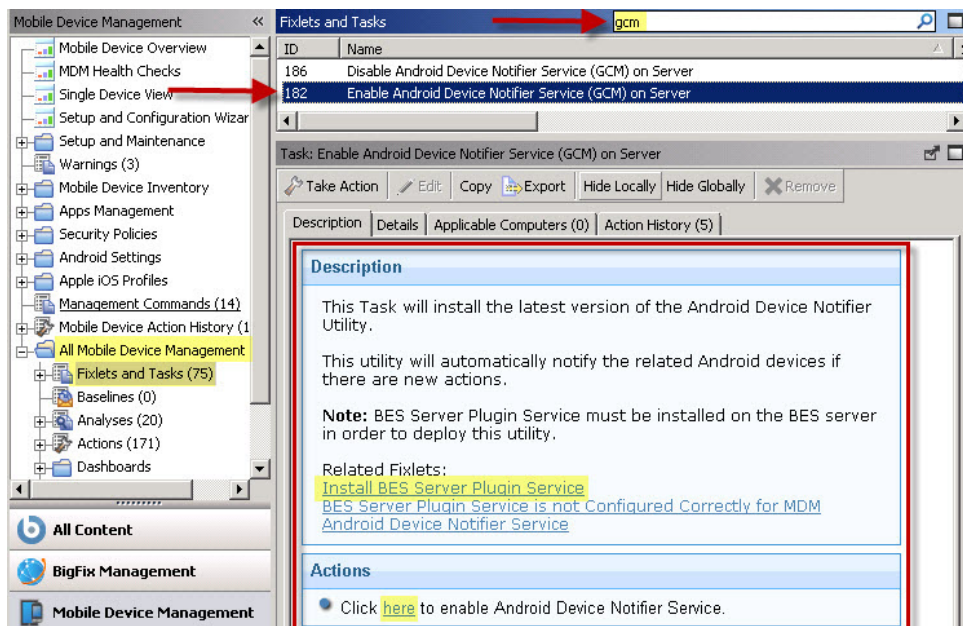 Mobile Device Management «
Mobile Device Overview
MDM Health Checks
Single Device View
Setup and Configuration Wizar
Setup and Maintenance
Warnings (3)
Mobile Device Inventory
Apps Management
Security Policies
Android Settings
Apple iOS Profiles
Management Commands (14)
Mobile Device Action History (1
All Mobile Device Management
Fixlets and Tasks (75)
Baselines (0)
Analyses (20)
Actions (171)
Dashboards
All Content
BigFix Management
Mobile Device Management
Fixlets and Tasks
gcm
ID Name
186 Disable Android Device Notifier Service (GCM) on Server
182 Enable Android Device Notifier Service (GCM) on Server
Task: Enable Android Device Notifier Service (GCM) on Server
Take Action Edit Copy Export Hide Locally Hide Globally Remove
Description Details Applicable Computers (0) Action History (5)
Description
This Task will install the latest version of the Android Device Notifier
Utility.
This utility will automatically notify the related Android devices if
there are new actions.
Note: BES Server Plugin Service must be installed on the BES server
in order to deploy this utility.
Related Fixlets:
Install BES Server Plugin Service
BES Server Plugin Service is not Configured Correctly for MDM
Android Device Notifier Service
Actions
Click here to enable Android Device Notifier Service.